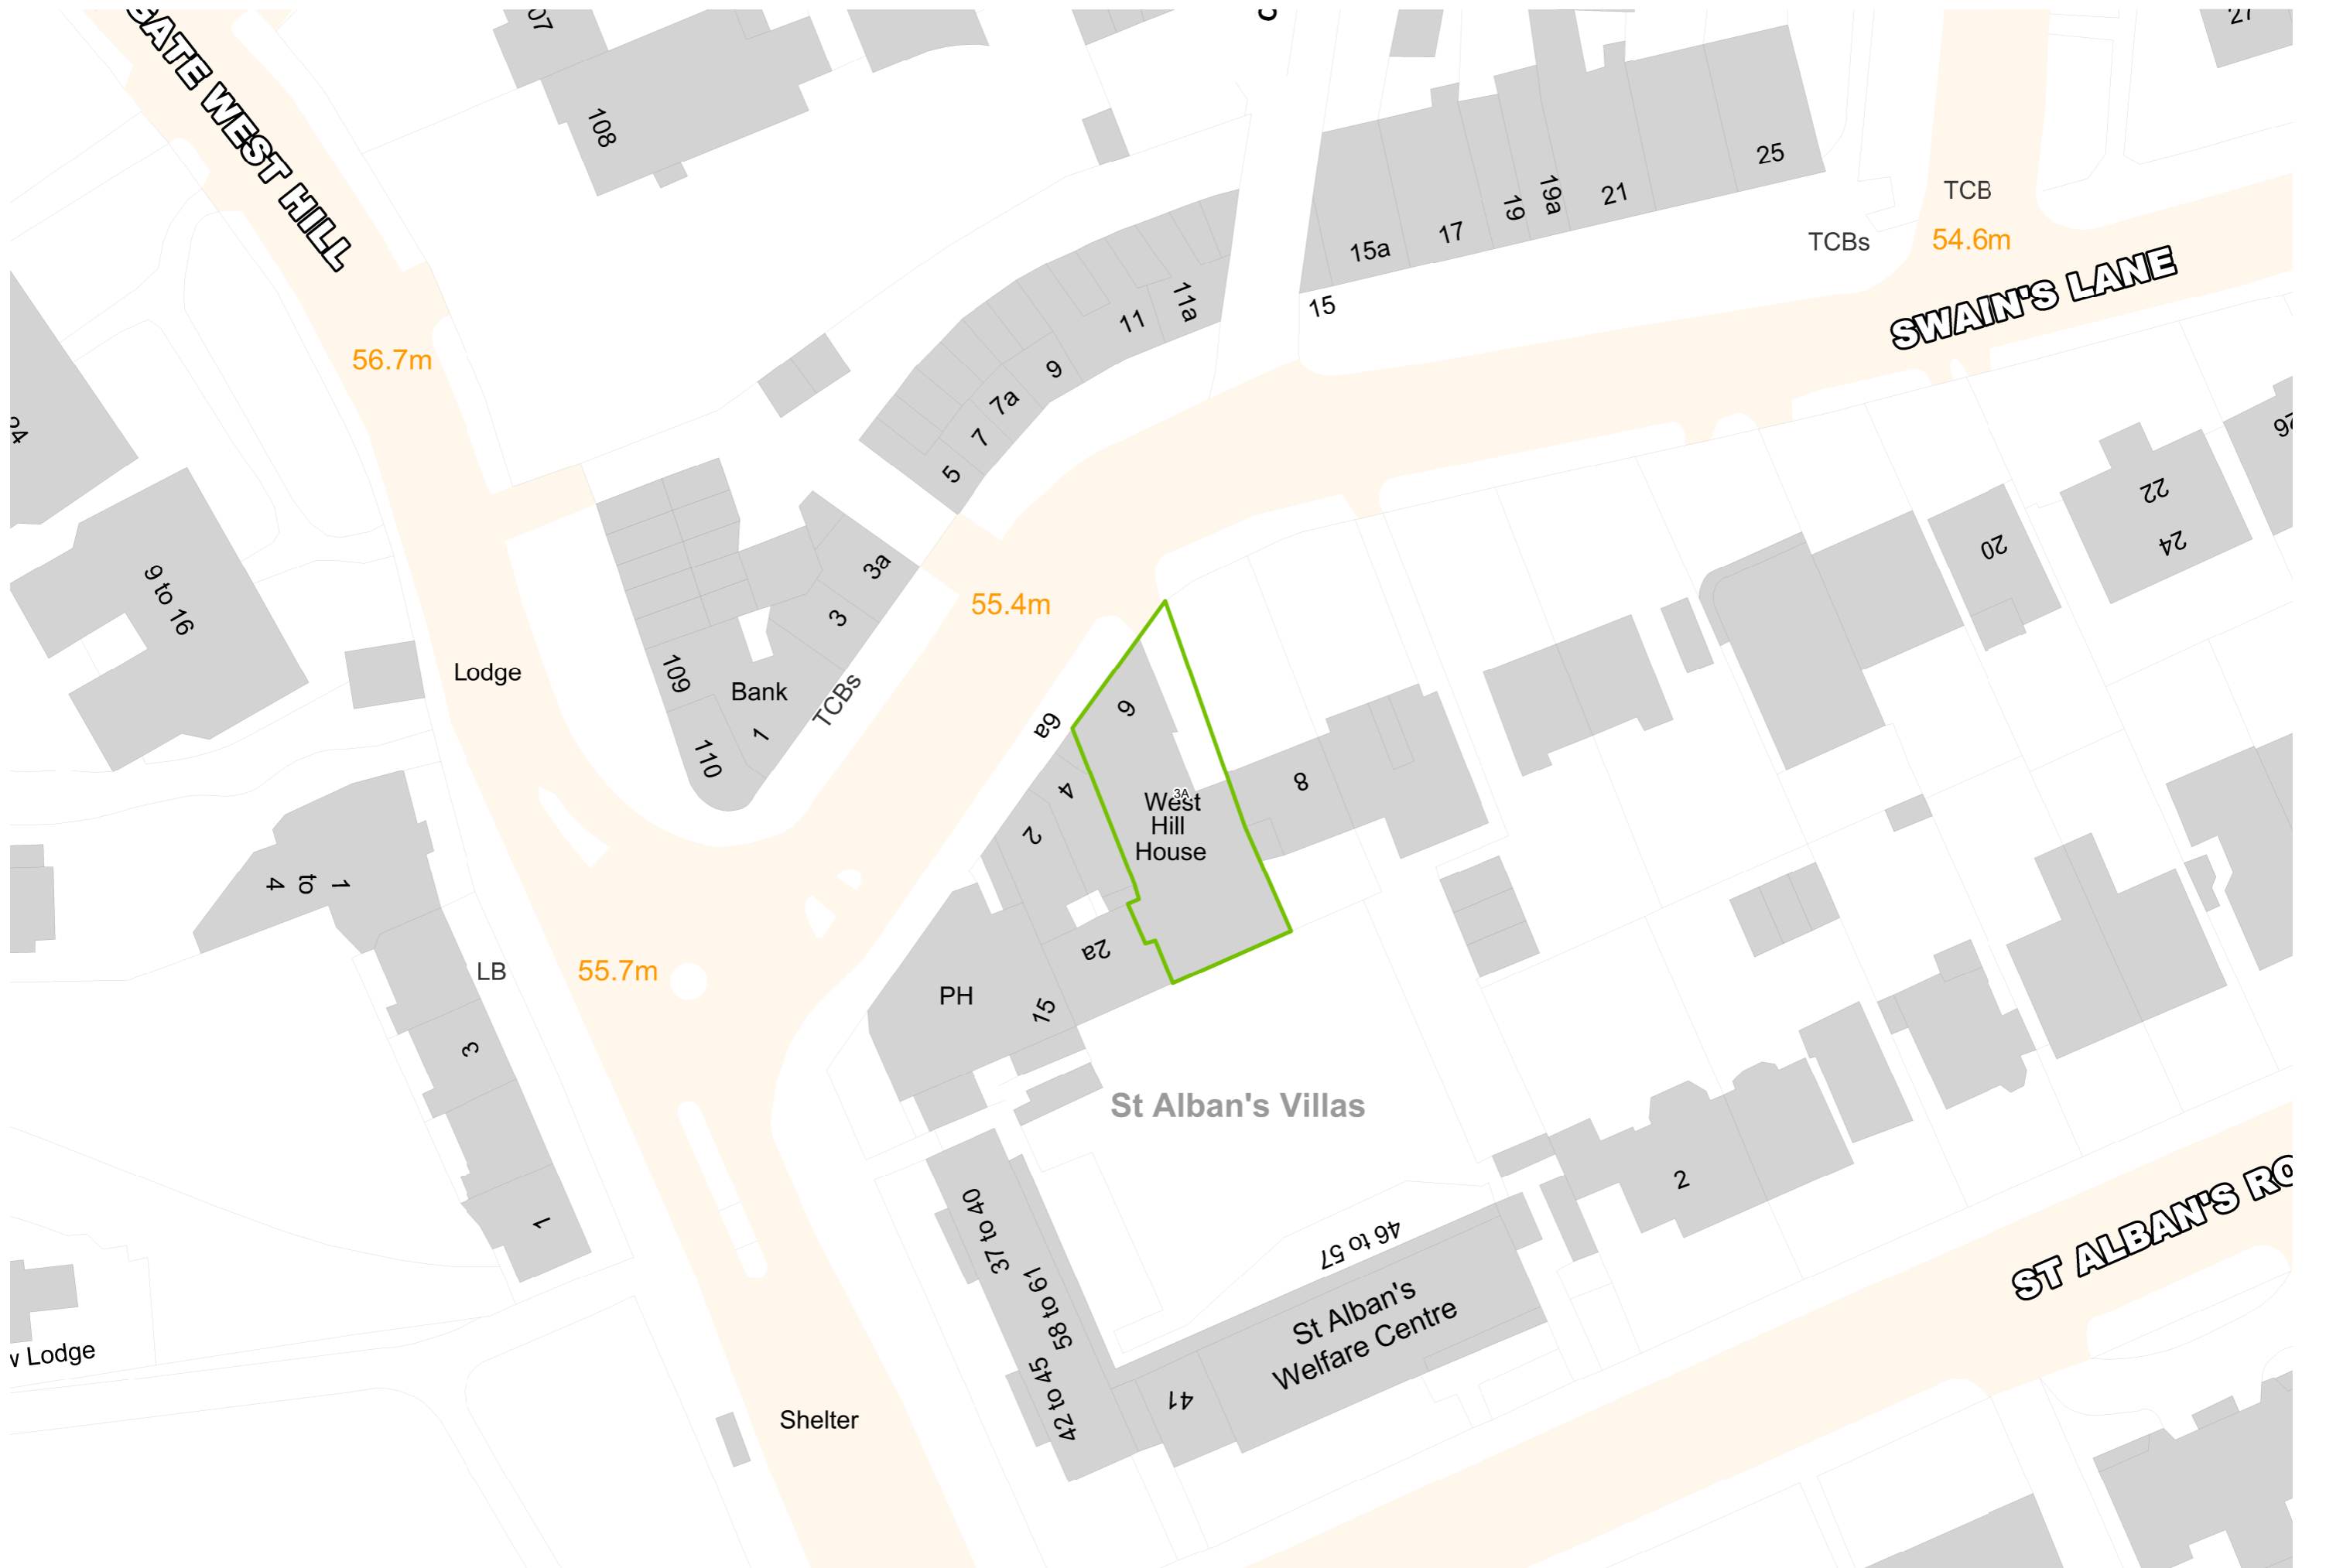 GATE WEST HILL
07
108
27
25
21
19a
19
17
15a
15
TCB
TCBs
54.6m
SWAIN'S LANE
11a
11
9
7a
7
5
56.7m
9 to 16
Lodge
3a
3
109
Bank
1
110
TCBs
55.4m
22
24
20
26
6a
6
4
2
8
3A
West
Hill
House
2a
PH
15
1
to
4
LB
55.7m
3
1
St Alban's Villas
37 to 40
58 to 61
42 to 45
46 to 57
St Alban's
Welfare Centre
41
2
ST ALBAN'S RO
w Lodge
Shelter